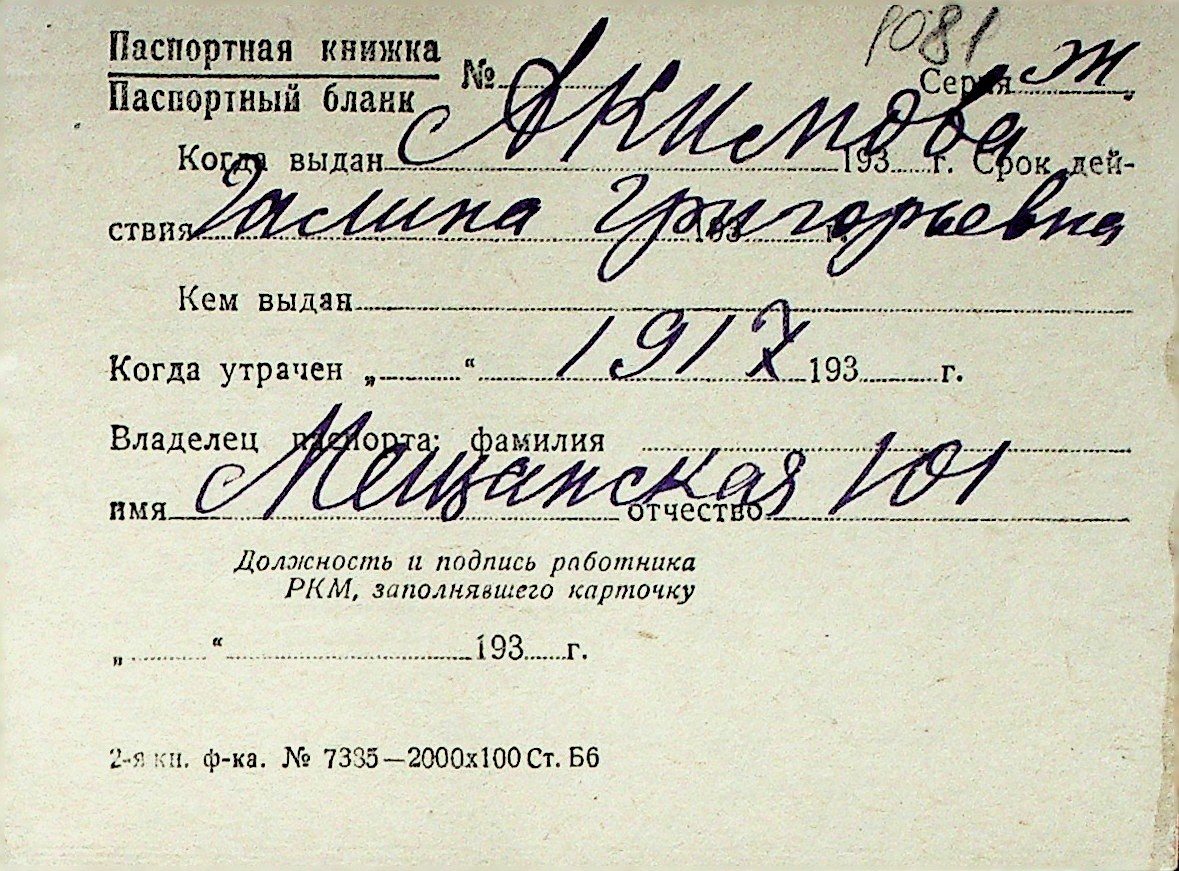 1081
Паспортная книжка
Паспортный бланк
№ Серия Ж
Акимова
Когда выдан 193 г. Срок дей-
Галина Григорьевна
ствия 193 г.
Кем выдан
1917
Когда утрачен „ “ 193 г.
Владелец паспорта: фамилия
Мещанская 101
имя отчество
Должность и подпись работника
РКМ, заполнявшего карточку
„ “ 193 г.
2-я кн. ф-ка. № 7335—2000х100 Ст. Б6